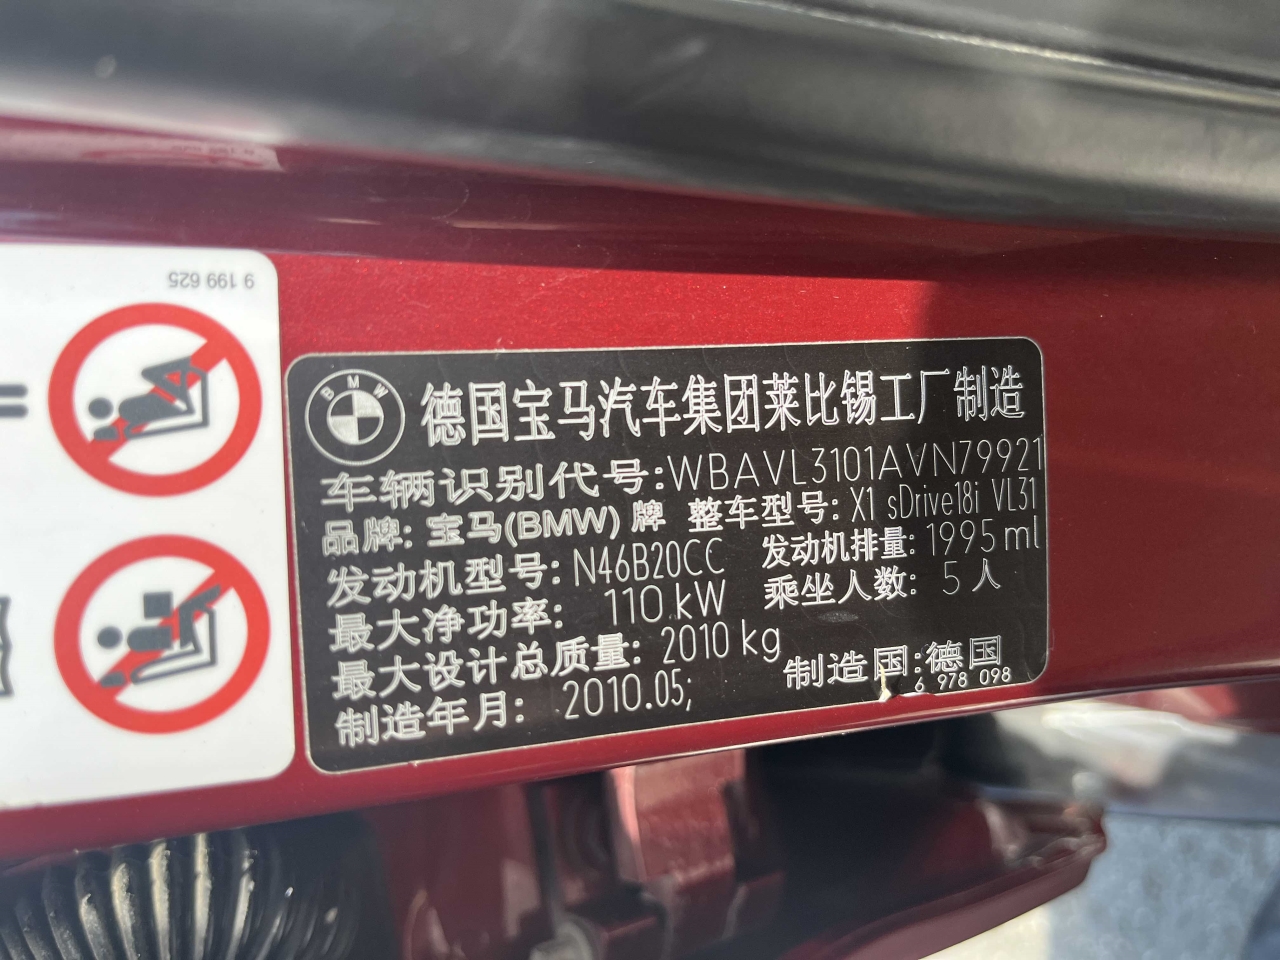 9 199 625
BMW
德国宝马汽车集团莱比锡工厂制造
车辆识别代号:WBAVL3101AVN79921
品牌: 宝马(BMW) 牌 整车型号: X1 sDrive18i VL31
发动机型号: N46B20CC 发动机排量: 1995 ml
最大净功率: 110 kW 乘坐人数: 5 人
最大设计总质量: 2010 kg
制造国: 德国
制造年月: 2010.05;
6 978 098